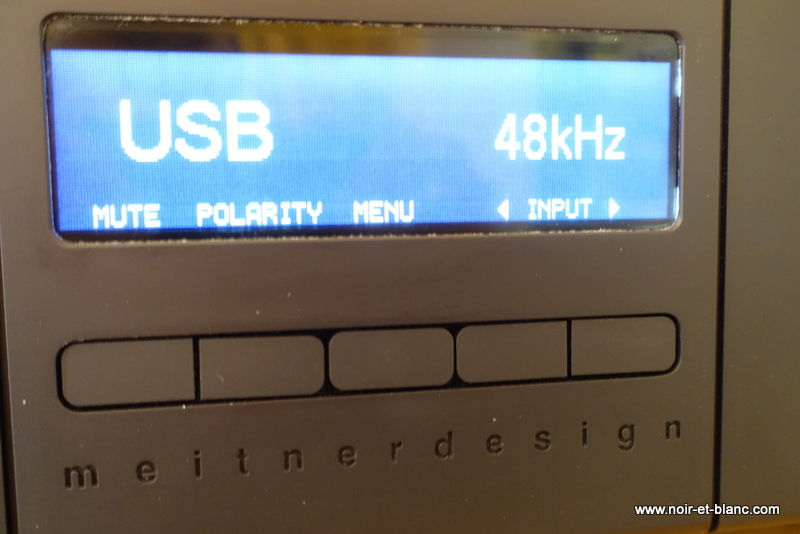 USB 48kHz
MUTE POLARITY MENU ◀ INPUT ▶
meitnerdesign
www.noir-et-blanc.com